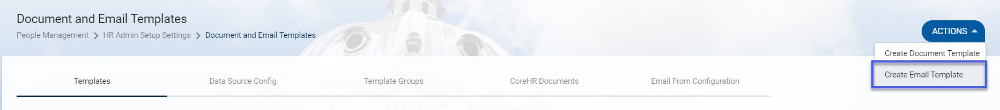 Document and Email Templates
People Management > HR Admin Setup Settings > Document and Email Templates
ACTIONS
Create Document Template
Create Email Template
Templates Data Source Config Template Groups CoreHR Documents Email From Configuration